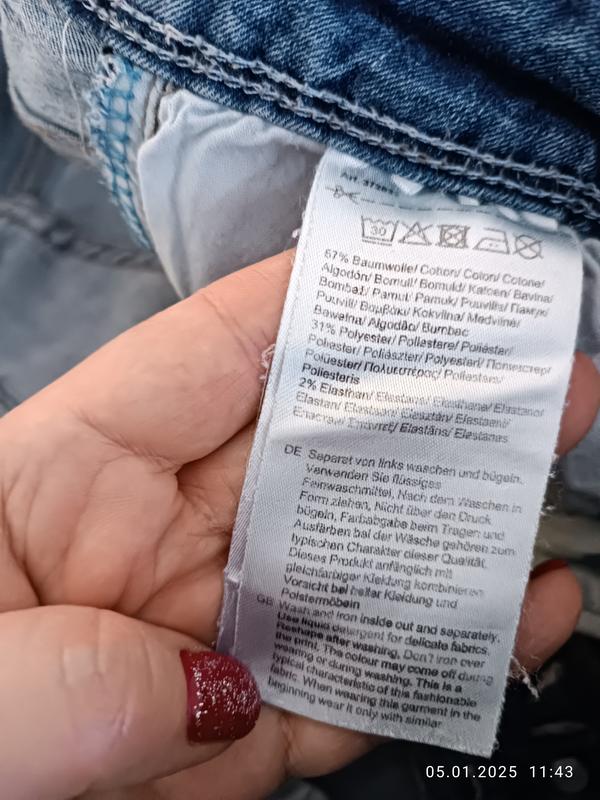 Art.
30
67% Baumwolle/ Cotton/ Coton/ Cotone/
Algodón/ Bomull/ Bomuld/ Katoen/ Bavlna/
Bombaž/ Pamut/ Pamuk/ Puuvilla/ Памук/
Puuvill/ Βαμβάκι/ Kokvilna/ Medvilnė/
Bawełna/ Algodão/ Bumbac
31% Polyester/ Poliestere/ Poliéster/
Poliester/ Poliészter/ Polyesteri/ Полиестер/
Polüester/ Πολυεστέρας/ Poliesters/
Poliesteris
2% Elasthan/ Elastane/ Elasthane/ Elastano/
Elastan/ Elastaan/ Elasztán/ Elastaani/
Еластан/ Elastāns/ Elastanas
DE Separat von links waschen und bügeln.
Verwenden Sie flüssiges
Feinwaschmittel, Nach dem Waschen in
Form ziehen, Nicht über den Druck
bügeln, Farbabgabe beim Tragen und
Ausfärben bei der Wäsche gehören zum
typischen Charakter dieser Qualität.
Dieses Produkt anfänglich mit
gleichfarbiger Kleidung kombinieren
Vorsicht bei heller Kleidung und
Polstermöbeln
GB Wash and iron inside out and separately.
Use liquid detergent for delicate fabrics.
Reshape after washing, Don't iron over
the print. The colour may come off during
wearing or during washing. This is a
typical characteristic of this fashionable
fabric. When wearing this garment in the
beginning wear it only with similar
05.01.2025 11:43